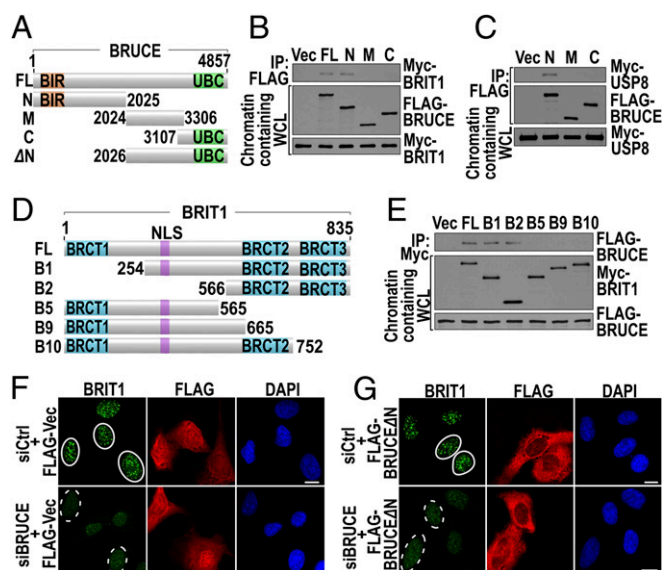 A
BRUCE
1 4857
FL BIR UBC
N BIR 2025
M 2024 3306
C 3107 UBC
ΔN 2026 UBC
B
Vec FL N M C
IP: FLAG
Myc-BRIT1
Chromatin containing WCL
FLAG-BRUCE
Myc-BRIT1
C
Vec N M C
IP: FLAG
Myc-USP8
Chromatin containing WCL
FLAG-BRUCE
Myc-USP8
D
BRIT1
1 NLS 835
FL BRCT1 BRCT2 BRCT3
B1 254 BRCT2 BRCT3
B2 566 BRCT2 BRCT3
B5 BRCT1 565
B9 BRCT1 665
B10 BRCT1 BRCT2 752
E
Vec FL B1 B2 B5 B9 B10
IP: Myc
FLAG-BRUCE
Chromatin containing WCL
Myc-BRIT1
FLAG-BRUCE
F
BRIT1 FLAG DAPI
siCtrl + FLAG-Vec
siBRUCE + FLAG-Vec
G
BRIT1 FLAG DAPI
siCtrl + FLAG-BRUCEΔN
siBRUCE + FLAG-BRUCEΔN